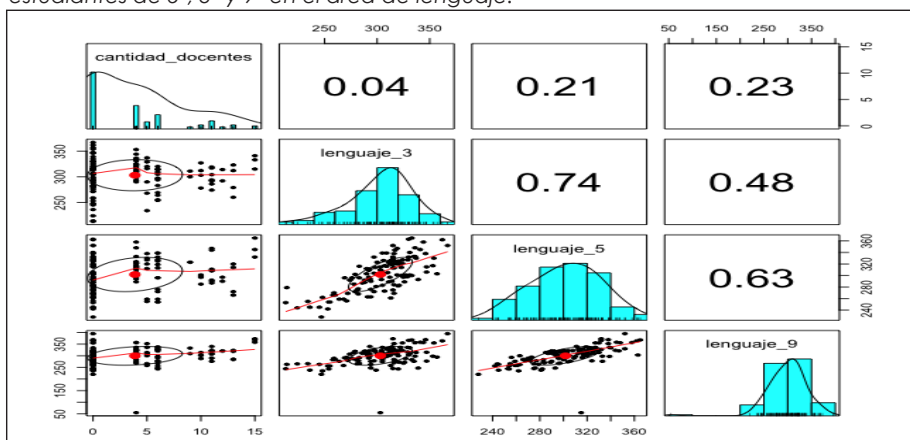 estudiantes de 3°, 5° y 9° en el área de lenguaje.
250 300 350
50 150 250 350
cantidad_docentes
0.04
0.21
0.23
0 5 10 15
250 300 350
lenguaje_3
0.74
0.48
lenguaje_5
0.63
240 280 320 360
50 150 250 350
lenguaje_9
0 5 10 15
240 280 320 360